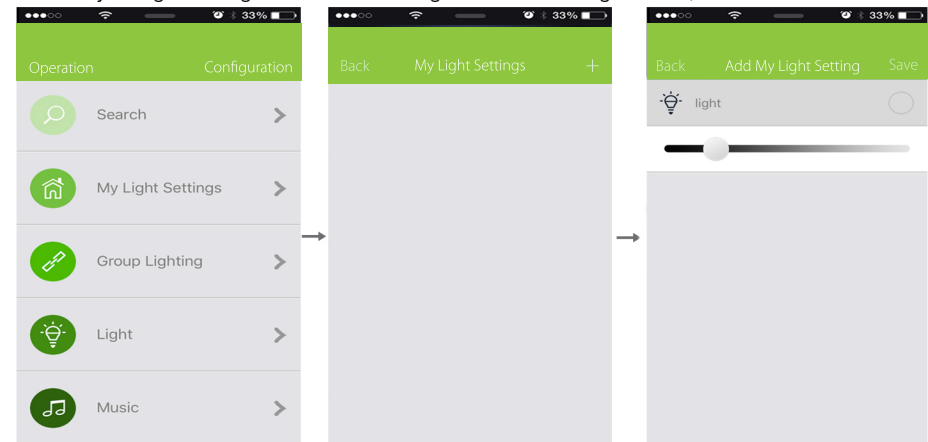 33%
Operation Configuration
Search
My Light Settings
Group Lighting
Light
Music
33%
Back My Light Settings +
33%
Back Add My Light Setting Save
light